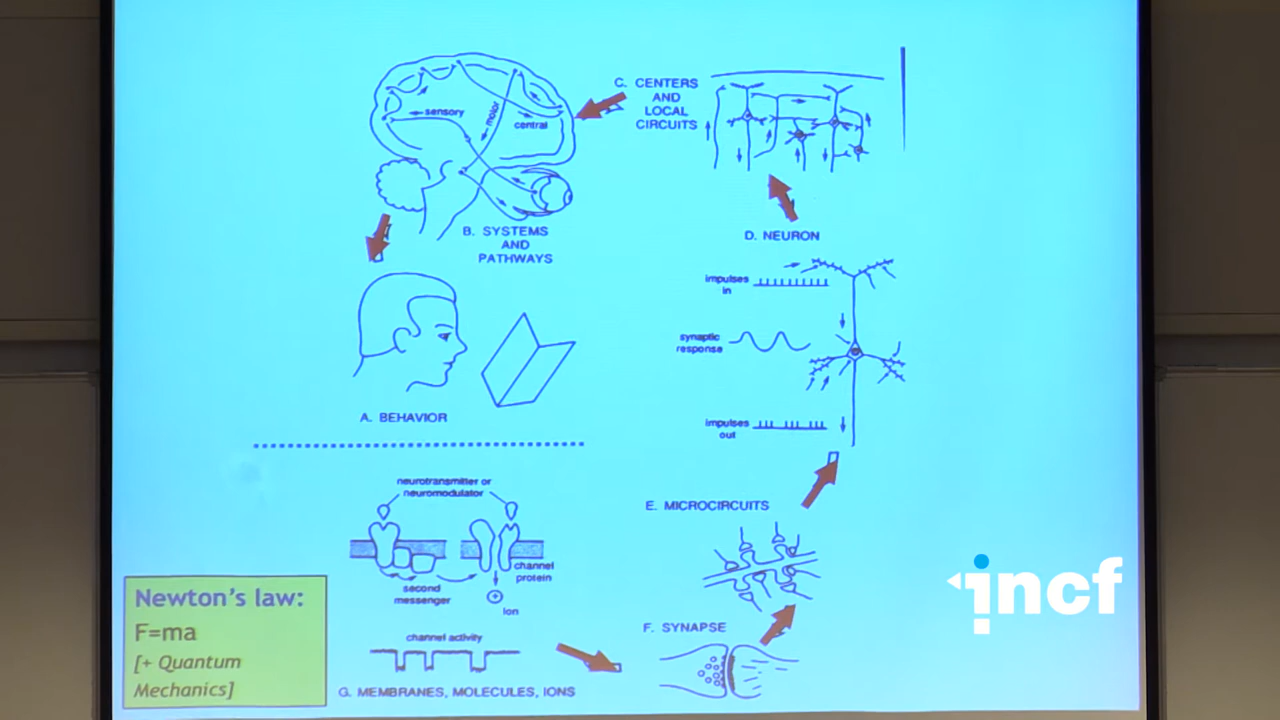 C. CENTERS
AND
LOCAL
CIRCUITS
sensory
motor
central
B. SYSTEMS
AND
PATHWAYS
D. NEURON
impulses
in
synaptic
response
impulses
out
A. BEHAVIOR
neurotransmitter or
neuromodulator
channel
protein
second
messenger
Ion
channel activity
G. MEMBRANES, MOLECULES, IONS
E. MICROCIRCUITS
F. SYNAPSE
Newton's law:
F=ma
[+ Quantum
Mechanics]
incf